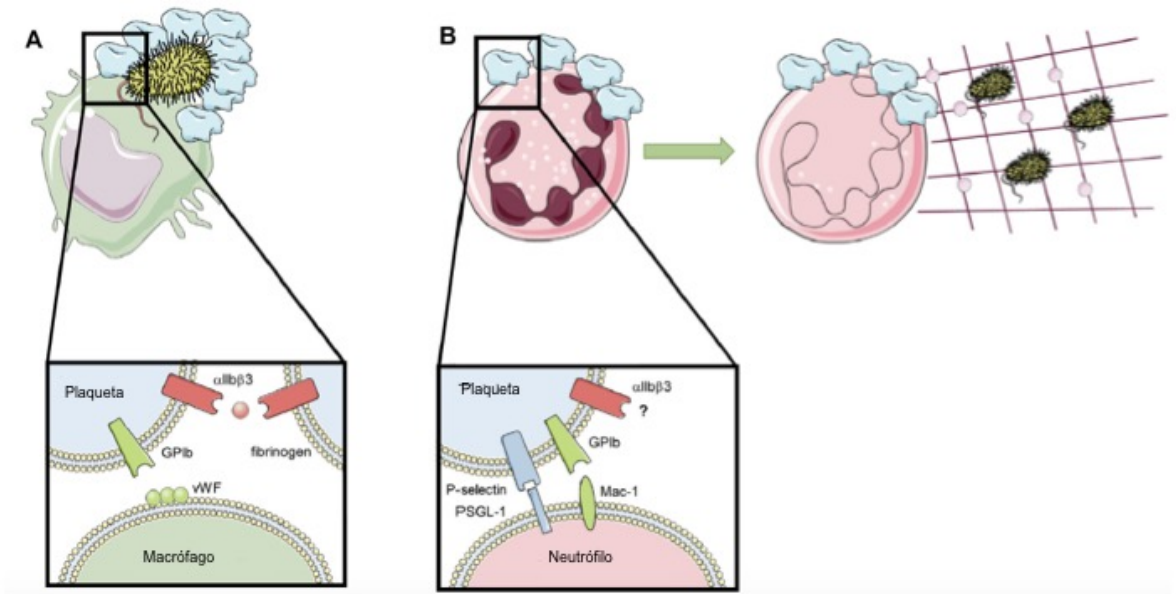 A
B
Plaqueta
αIIbβ3
GPIb
fibrinogen
vWF
Macrófago
Plaqueta
αIIbβ3
?
GPIb
P-selectin
Mac-1
PSGL-1
Neutrófilo